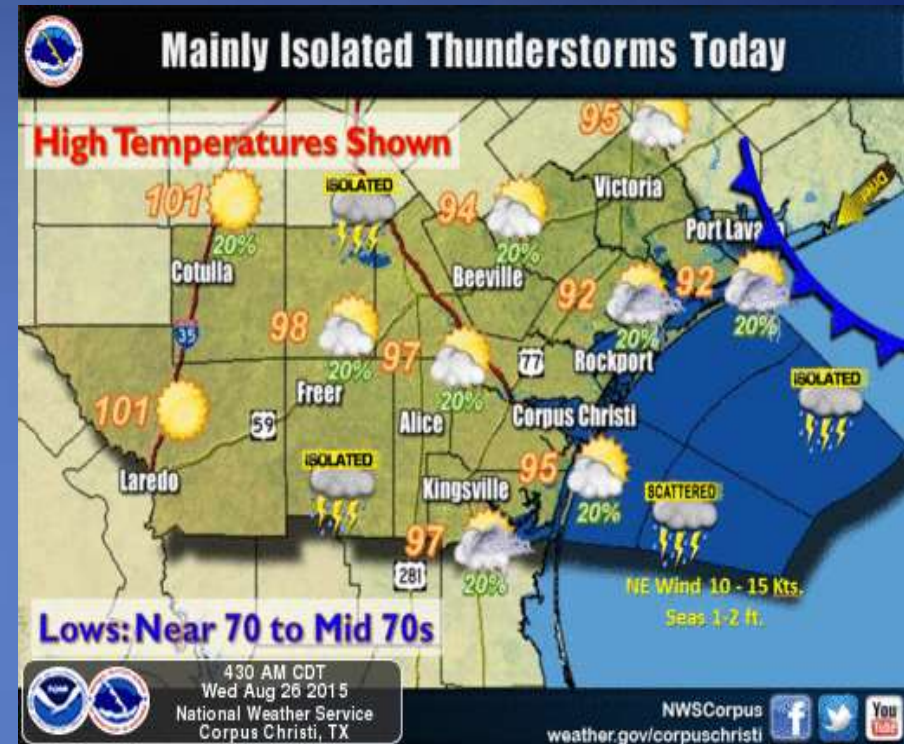 Mainly Isolated Thunderstorms Today
High Temperatures Shown
95
Victoria
Drier
101
20%
Cotulla
ISOLATED
94
20%
Beeville
Port Lavaca
92
20%
Rockport
92
20%
35
98
20%
Freer
97
20%
Alice
77
Corpus Christi
ISOLATED
101
Laredo
59
ISOLATED
Kingsville
95
20%
SCATTERED
97
20%
281
NE Wind 10 - 15 Kts.
Seas 1-2 ft.
Lows: Near 70 to Mid 70s
NOAA
430 AM CDT
Wed Aug 26 2015
National Weather Service
Corpus Christi, TX
NWSCorpus
weather.gov/corpuschristi
f
You
Tube